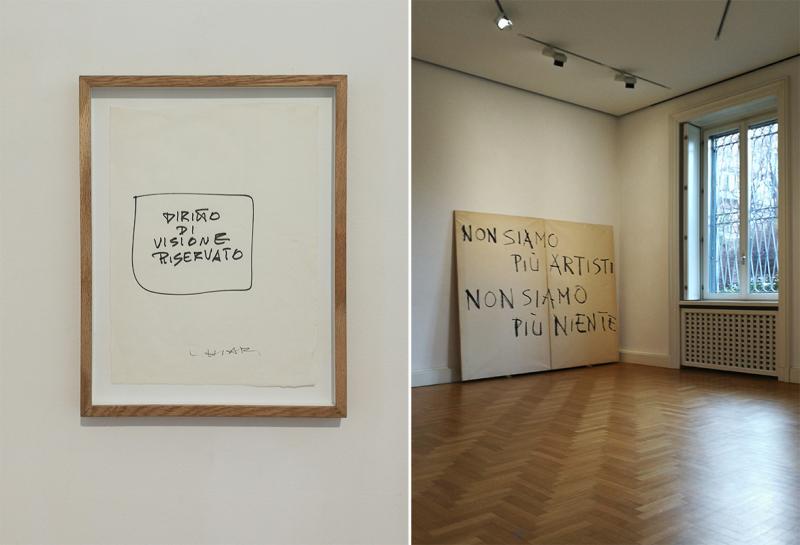 DIRITTO
DI
VISIONE
RISERVATO
NON SIAMO
PIÙ ARTISTI
NON SIAMO
PIÙ NIENTE